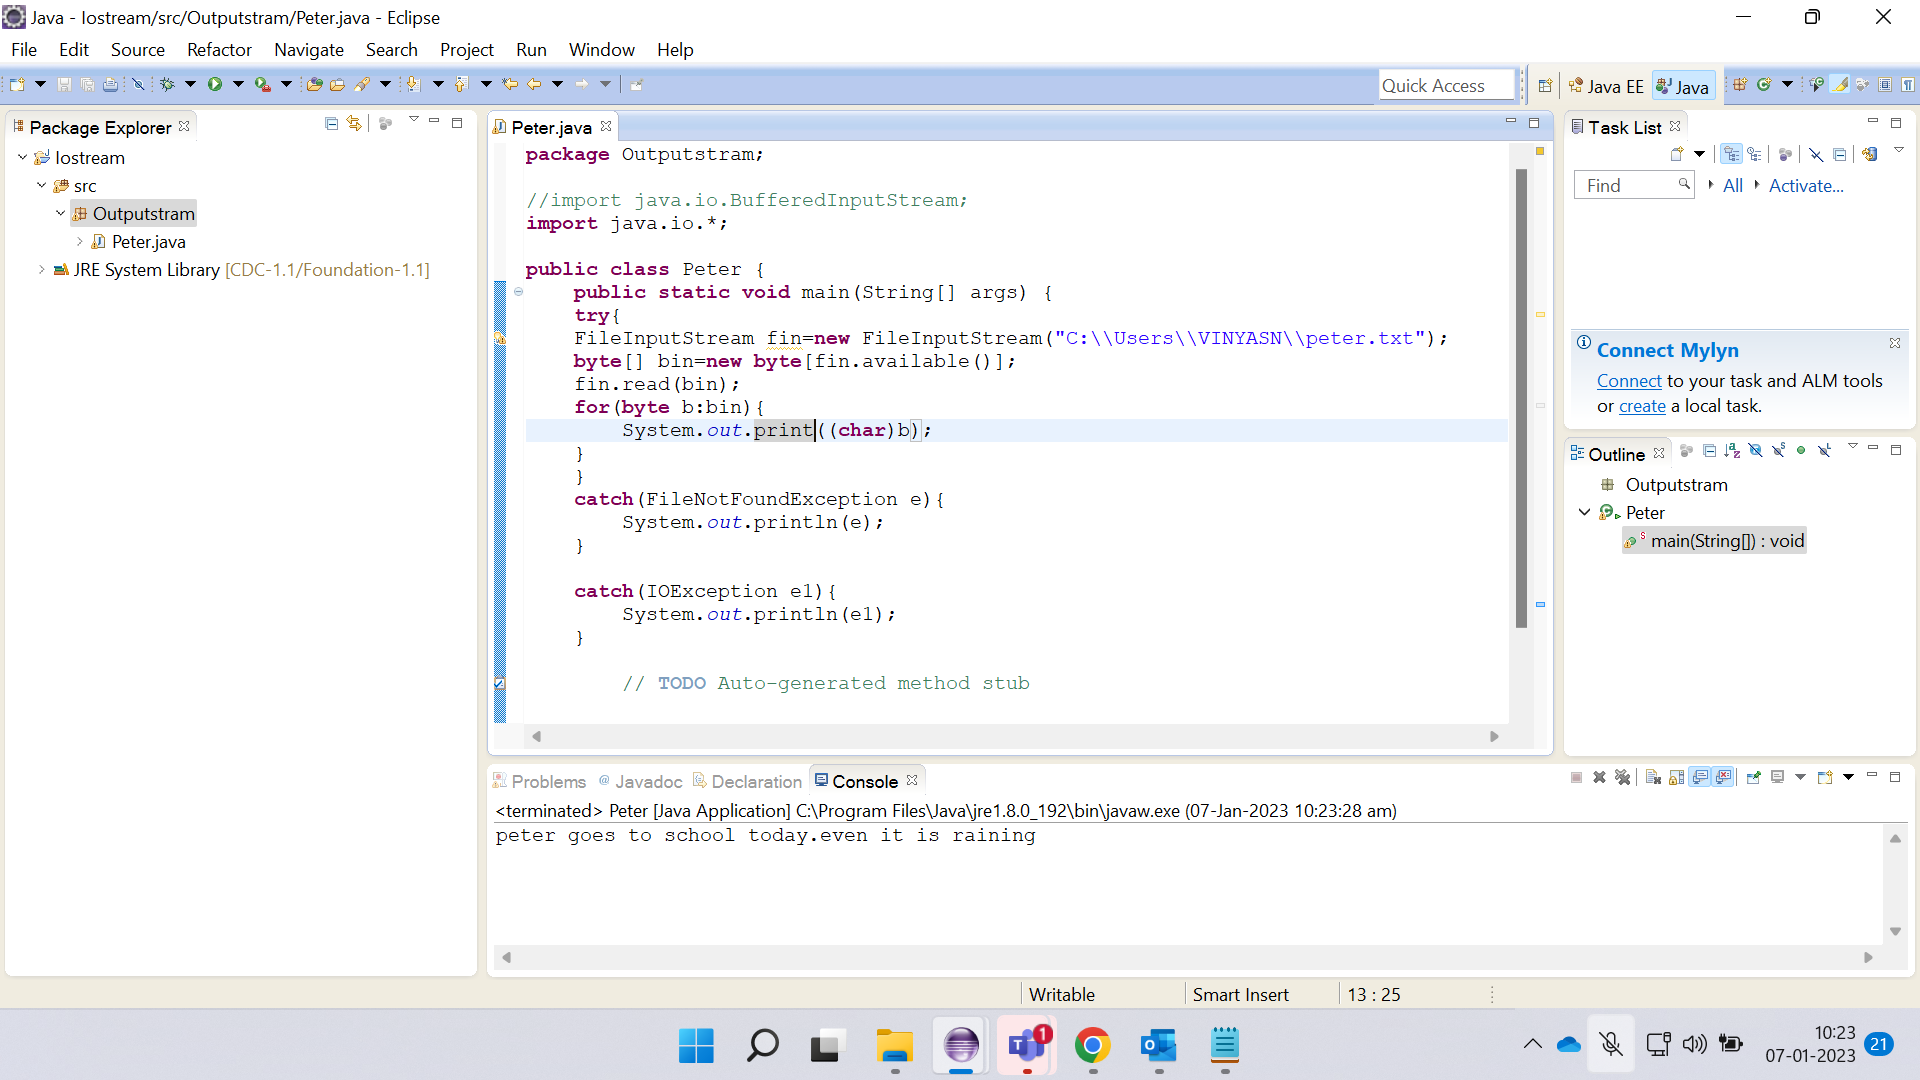 Java - Iostream/src/Outputstram/Peter.java - Eclipse
File Edit Source Refactor Navigate Search Project Run Window Help
Quick Access
Java EE
Java
Package Explorer
Iostream
src
Outputstram
Peter.java
JRE System Library [CDC-1.1/Foundation-1.1]
Peter.java
package Outputstram;
//import java.io.BufferedInputStream;
import java.io.*;
public class Peter {
public static void main(String[] args) {
try{
FileInputStream fin=new FileInputStream("C:\\Users\\VINYASN\\peter.txt");
byte[] bin=new byte[fin.available()];
fin.read(bin);
for(byte b:bin){
System.out.print((char)b);
}
}
catch(FileNotFoundException e){
System.out.println(e);
}
catch(IOException e1){
System.out.println(e1);
}
// TODO Auto-generated method stub
Task List
Find
All
Activate...
Connect Mylyn
Connect to your task and ALM tools
or create a local task.
Outline
Outputstram
Peter
main(String[]) : void
Problems @ Javadoc Declaration Console
<terminated> Peter [Java Application] C:\Program Files\Java\jre1.8.0_192\bin\javaw.exe (07-Jan-2023 10:23:28 am)
peter goes to school today.even it is raining
Writable
Smart Insert
13 : 25
1
10:23
07-01-2023
21